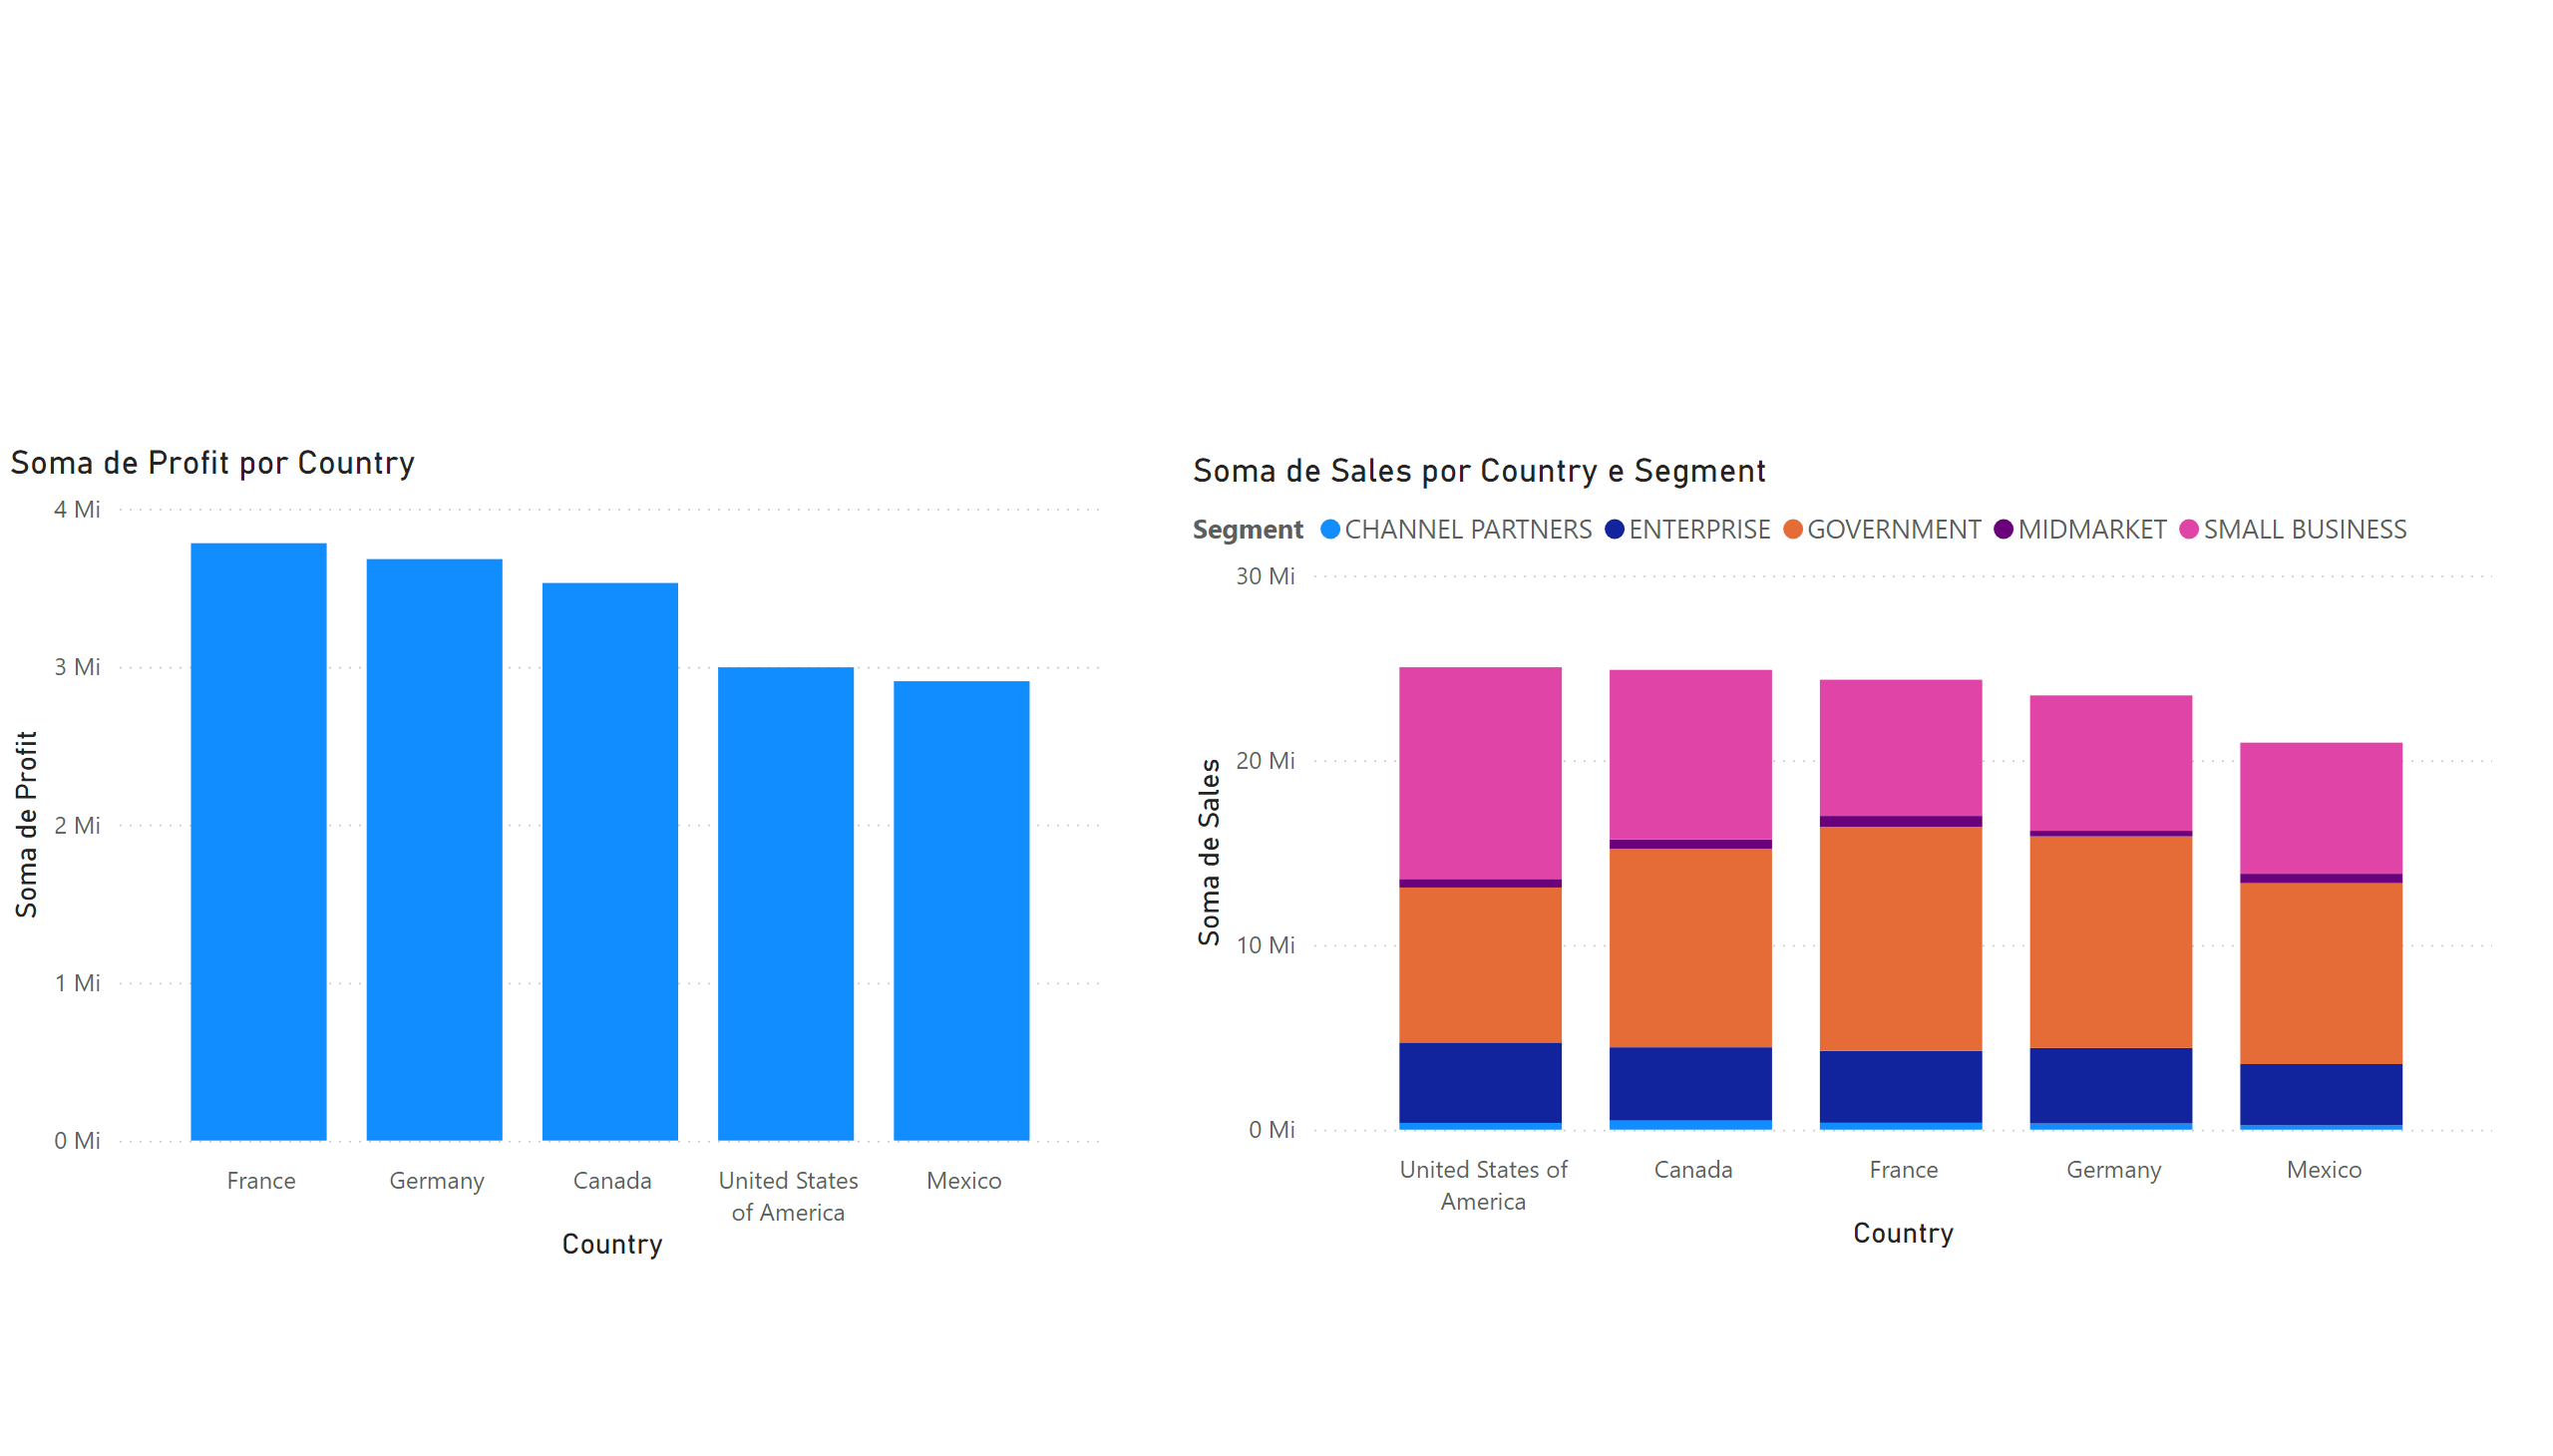 Soma de Profit por Country
4 Mi
3 Mi
2 Mi
1 Mi
0 Mi
Soma de Profit
France
Germany
Canada
United States
of America
Mexico
Country
Soma de Sales por Country e Segment
Segment CHANNEL PARTNERS ENTERPRISE GOVERNMENT MIDMARKET SMALL BUSINESS
30 Mi
20 Mi
10 Mi
0 Mi
Soma de Sales
United States of
America
Canada
France
Germany
Mexico
Country